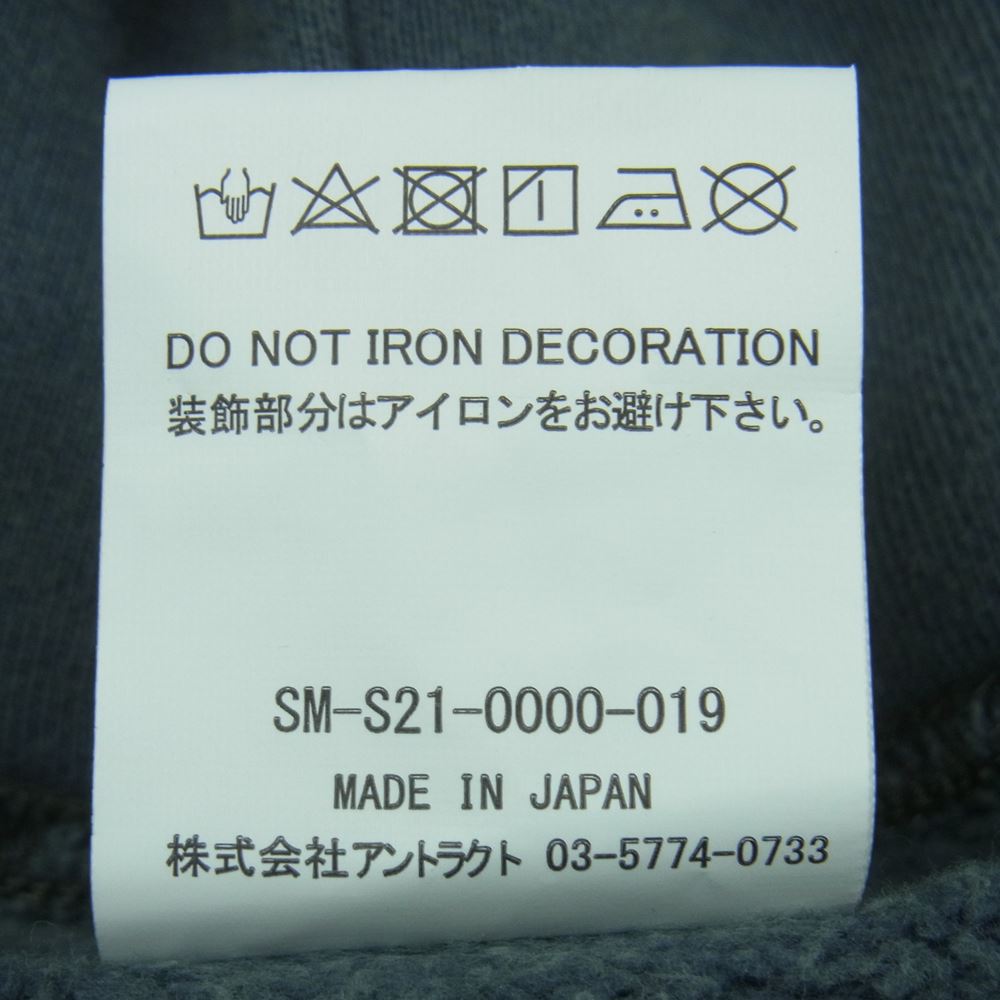 DO NOT IRON DECORATION
装飾部分はアイロンをお避け下さい。
SM-S21-0000-019
MADE IN JAPAN
株式会社アントラクト 03-5774-0733